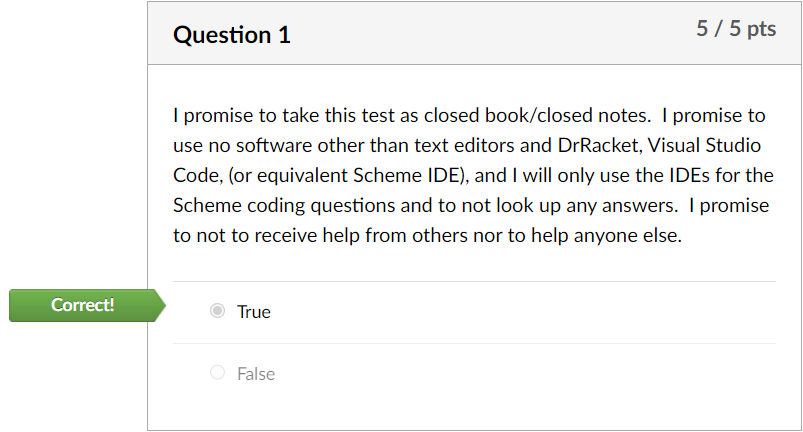 Question 1
5 / 5 pts
I promise to take this test as closed book/closed notes.  I promise to
use no software other than text editors and DrRacket, Visual Studio
Code, (or equivalent Scheme IDE), and I will only use the IDEs for the
Scheme coding questions and to not look up any answers.  I promise
to not to receive help from others nor to help anyone else.
Correct!
True
False